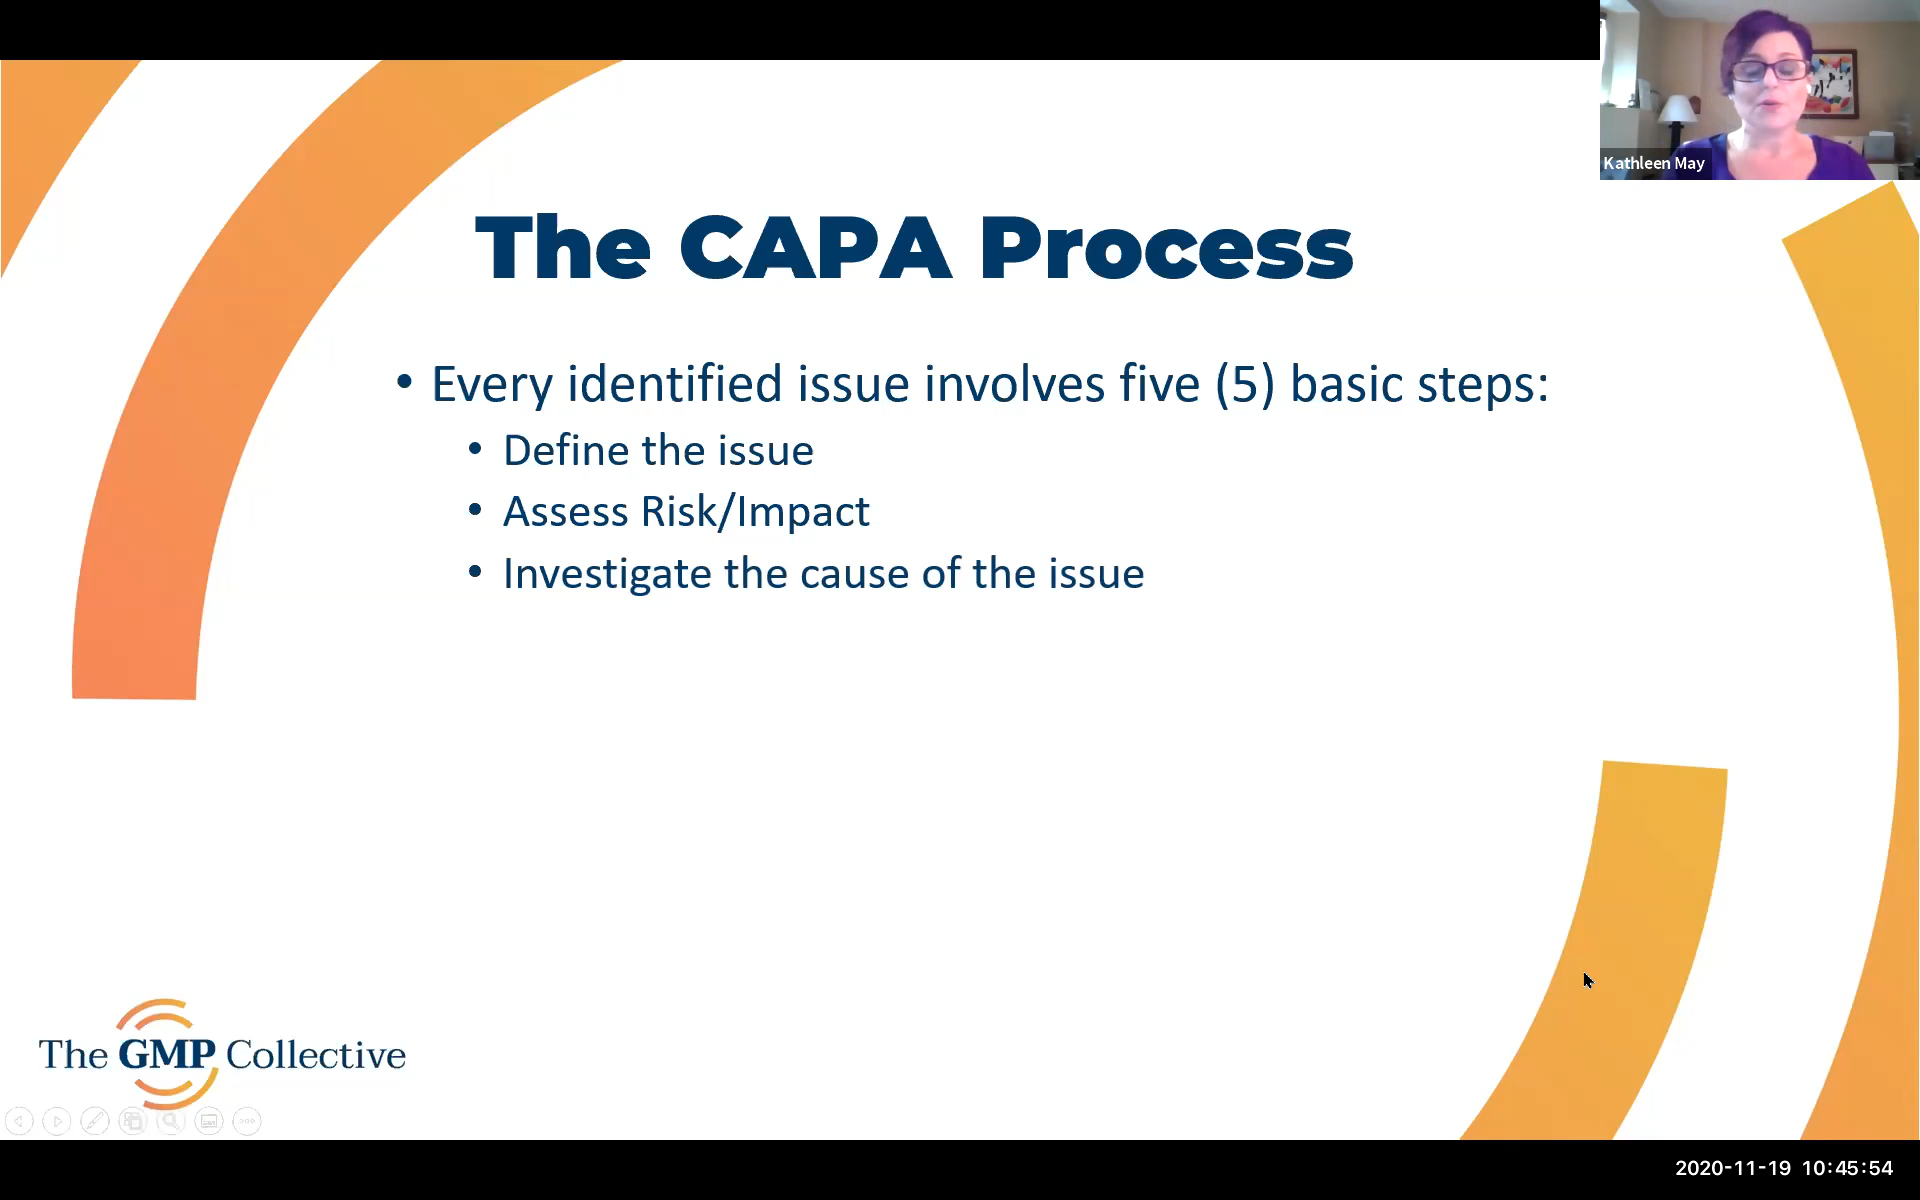 Kathleen May
The CAPA Process
• Every identified issue involves five (5) basic steps:
• Define the issue
• Assess Risk/Impact
• Investigate the cause of the issue
The GMP Collective
2020-11-19 10:45:54